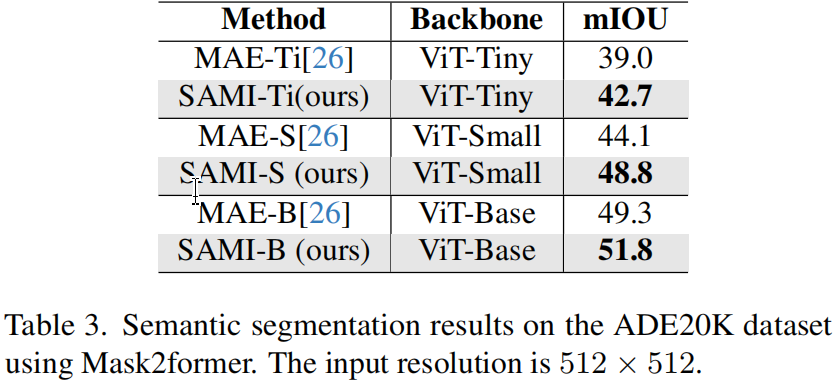 Method Backbone mIOU
MAE-Ti[26] ViT-Tiny 39.0
SAMI-Ti(ours) ViT-Tiny 42.7
MAE-S[26] ViT-Small 44.1
SAMI-S (ours) ViT-Small 48.8
MAE-B[26] ViT-Base 49.3
SAMI-B (ours) ViT-Base 51.8
Table 3. Semantic segmentation results on the ADE20K dataset
using Mask2former. The input resolution is 512 × 512.